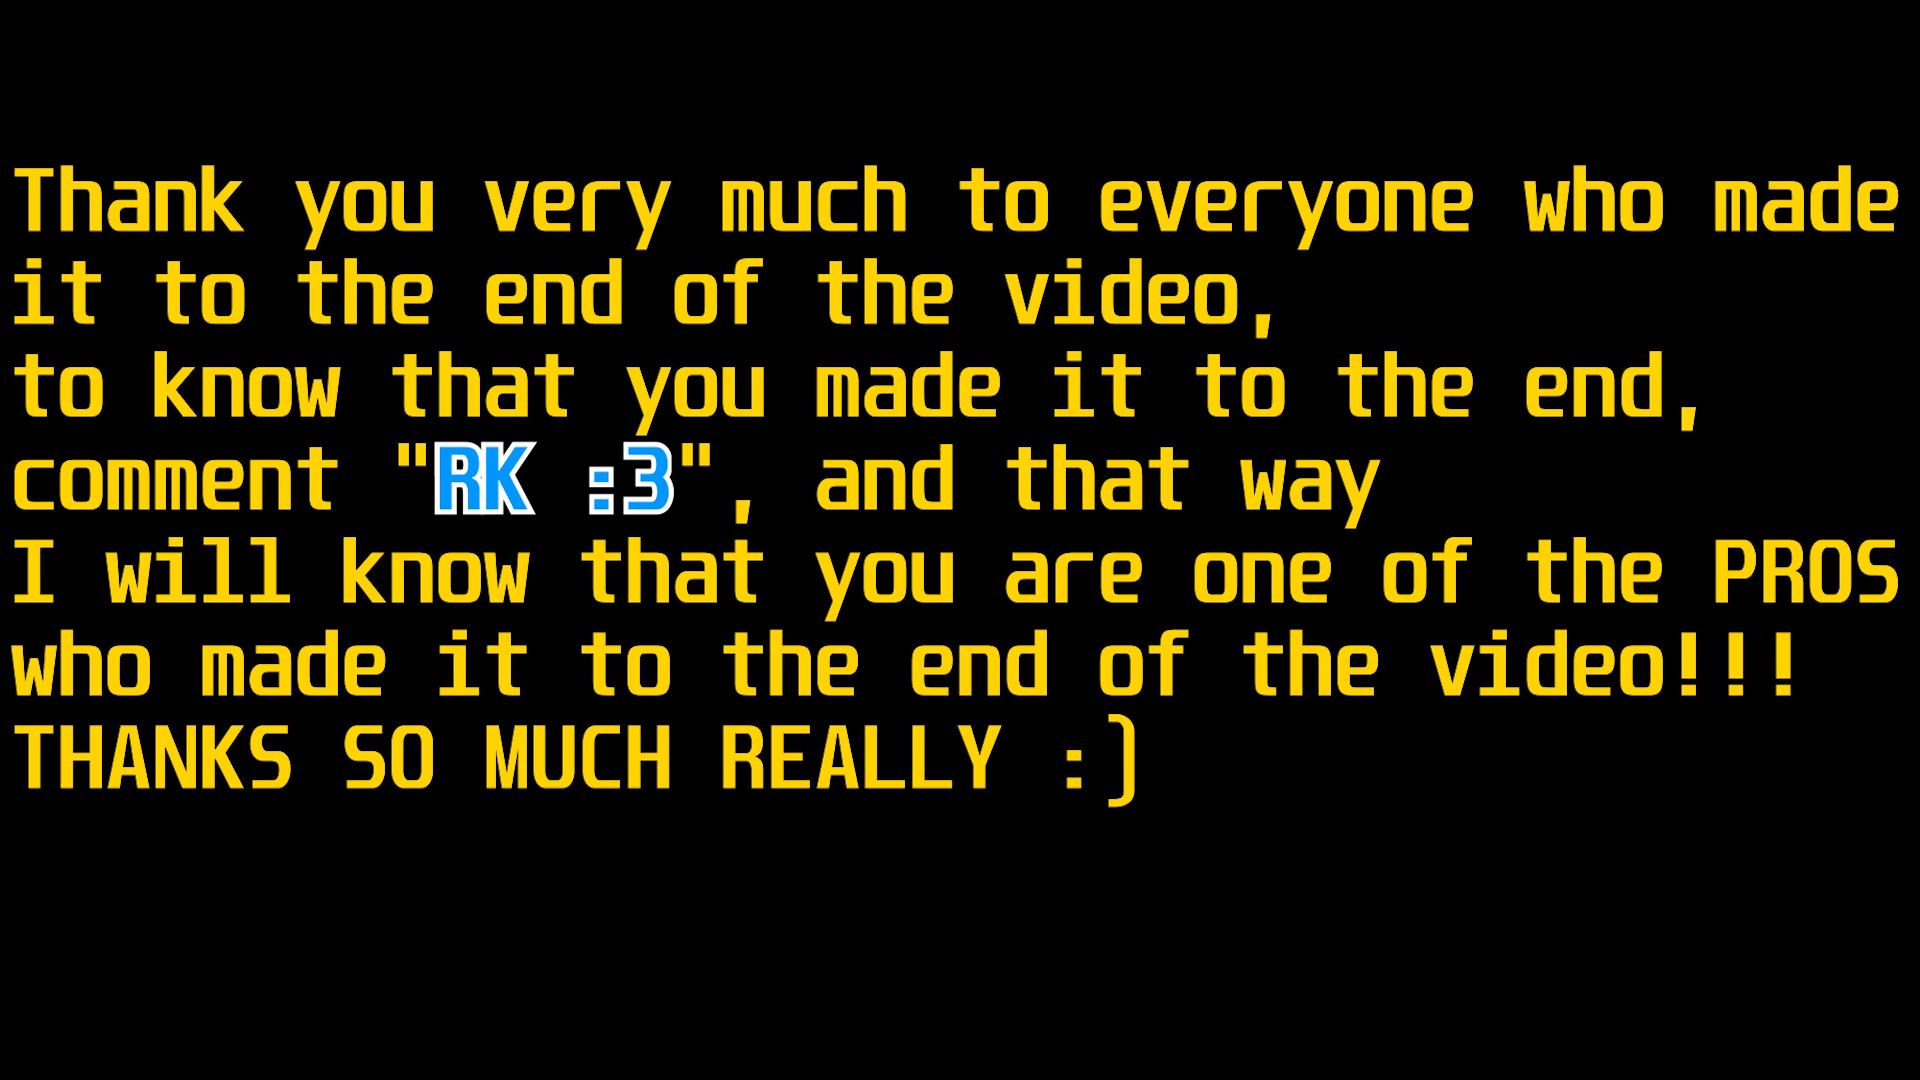 Thank you very much to everyone who made
it to the end of the video,
to know that you made it to the end,
comment "RK :3", and that way
I will know that you are one of the PROS
who made it to the end of the video!!!
THANKS SO MUCH REALLY :)